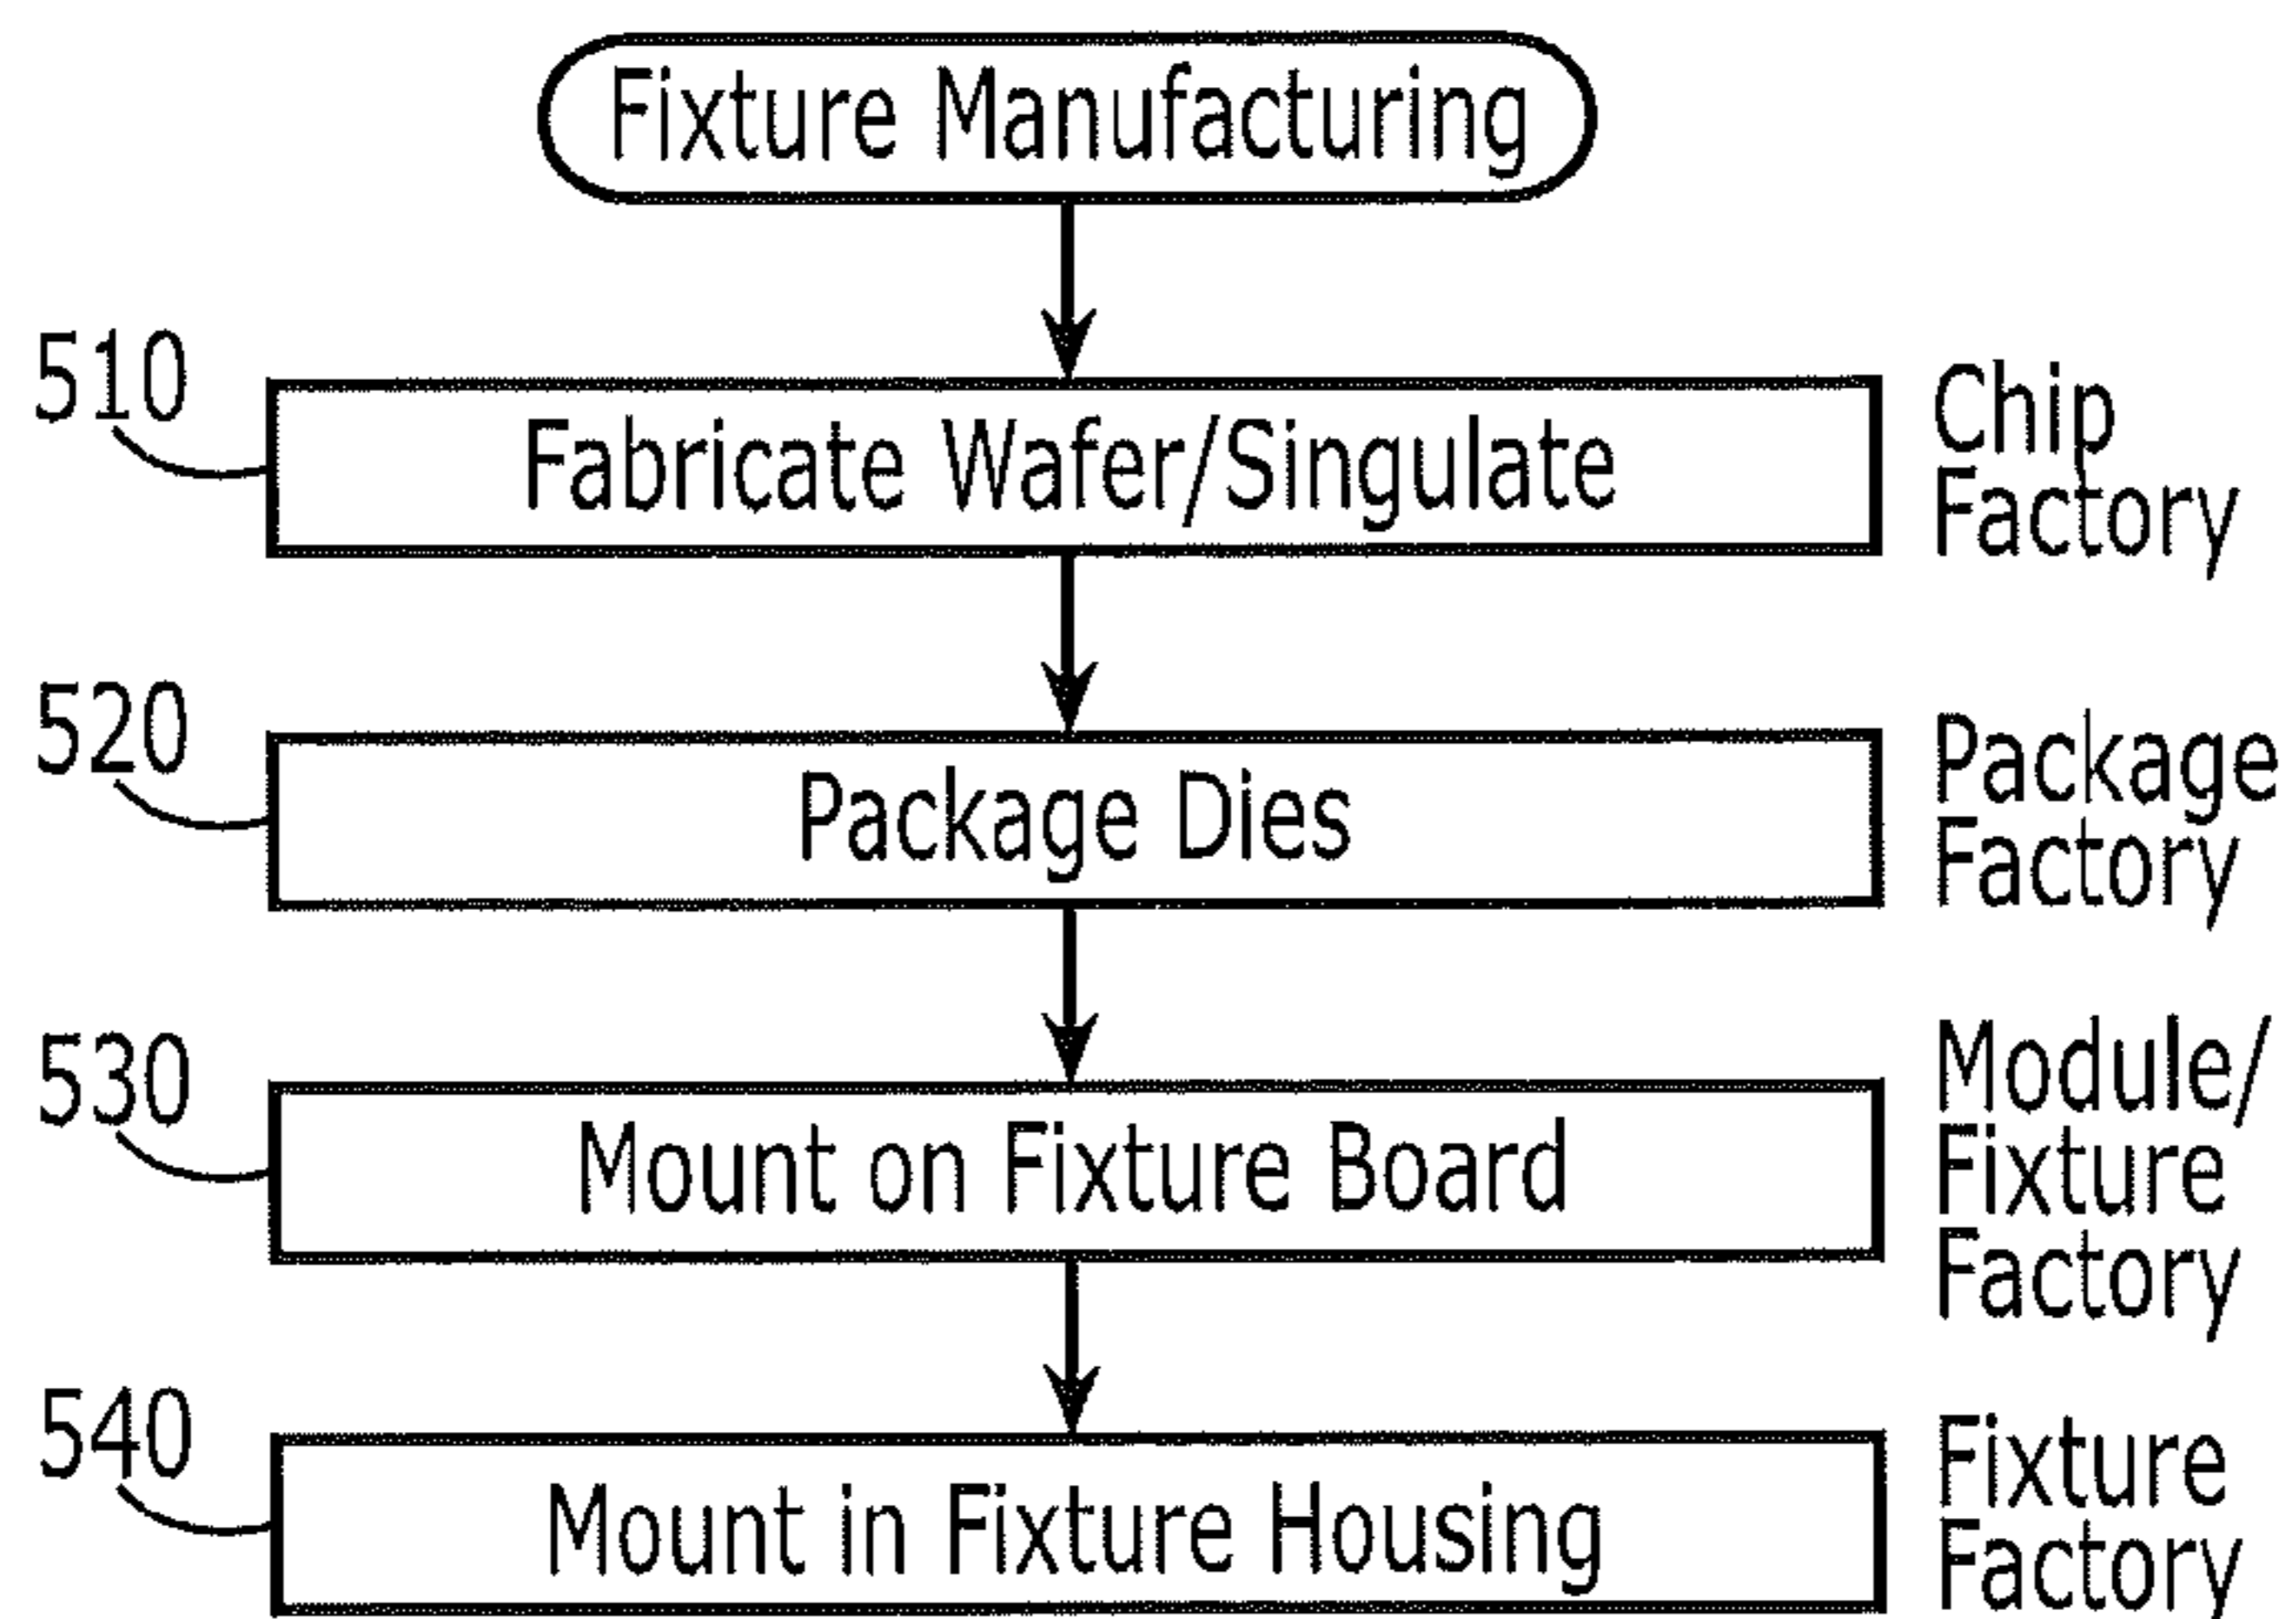 Fixture Manufacturing
510
Fabricate Wafer/Singulate
Chip
Factory
520
Package Dies
Package
Factory
530
Mount on Fixture Board
Module/
Fixture
Factory
540
Mount in Fixture Housing
Fixture
Factory